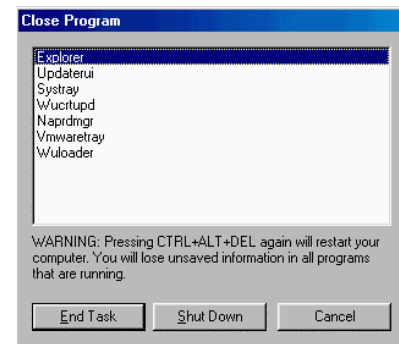 Close Program
Explorer
Updaterui
Systray
Wucrtupd
Naprdmgr
Vmwaretray
Wuloader
WARNING: Pressing CTRL+ALT+DEL again will restart your
computer. You will lose unsaved information in all programs
that are running.
End Task Shut Down Cancel